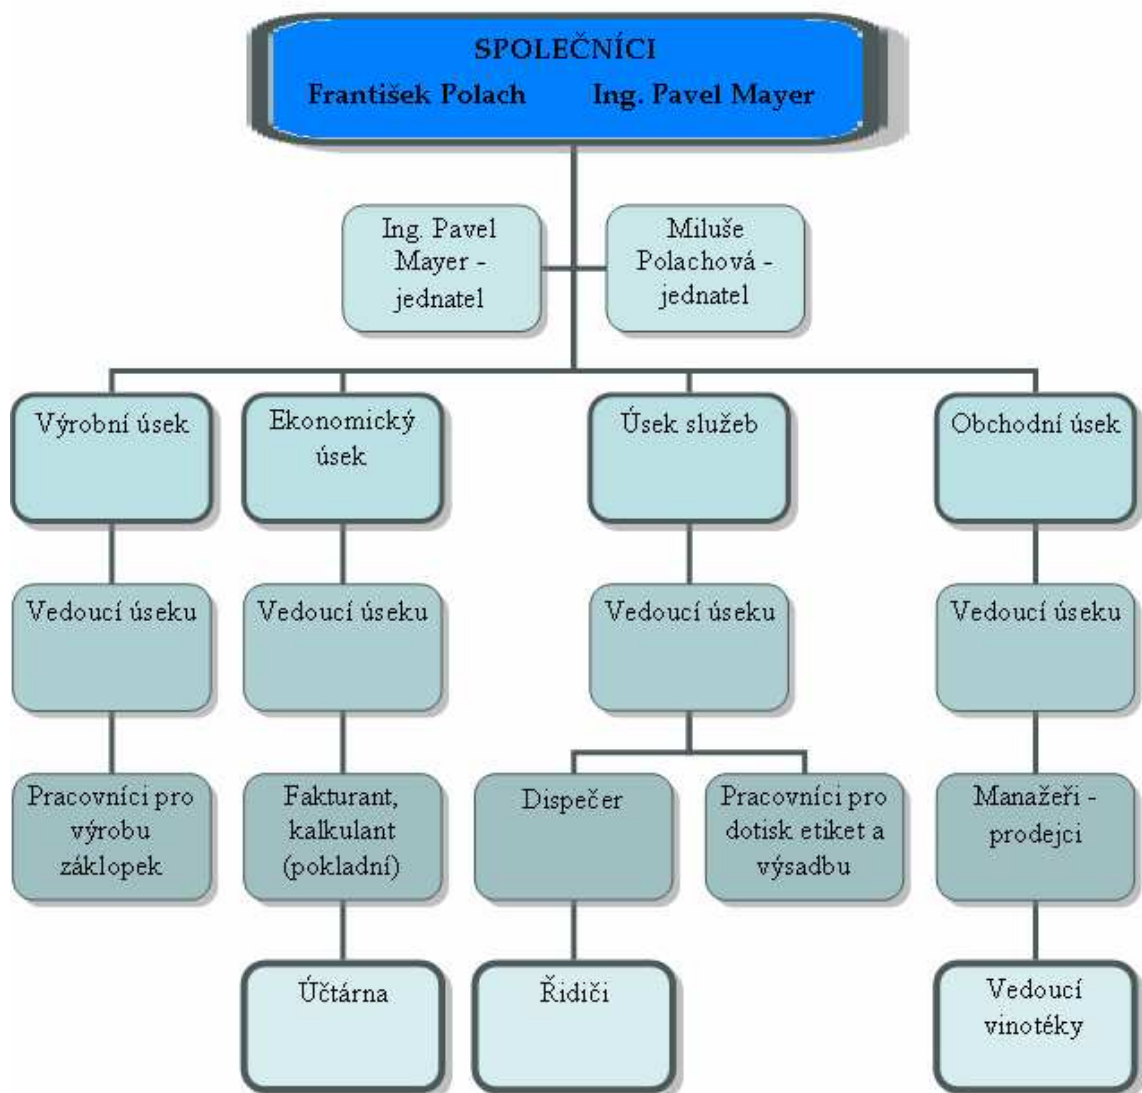 SPOLEČNÍCI
František Polach Ing. Pavel Mayer
Ing. Pavel
Mayer -
jednatel
Miluše
Polachová -
jednatel
Výrobní úsek
Ekonomický
úsek
Úsek služeb
Obchodní úsek
Vedoucí úseku
Vedoucí úseku
Vedoucí úseku
Vedoucí úseku
Pracovníci pro
výrobu
záklopek
Fakturant,
kalkulant
(pokladní)
Dispečer
Pracovníci pro
dotisk etiket a
výsadbu
Manažeři -
prodejci
Účtárna
Řidiči
Vedoucí
vinotéky